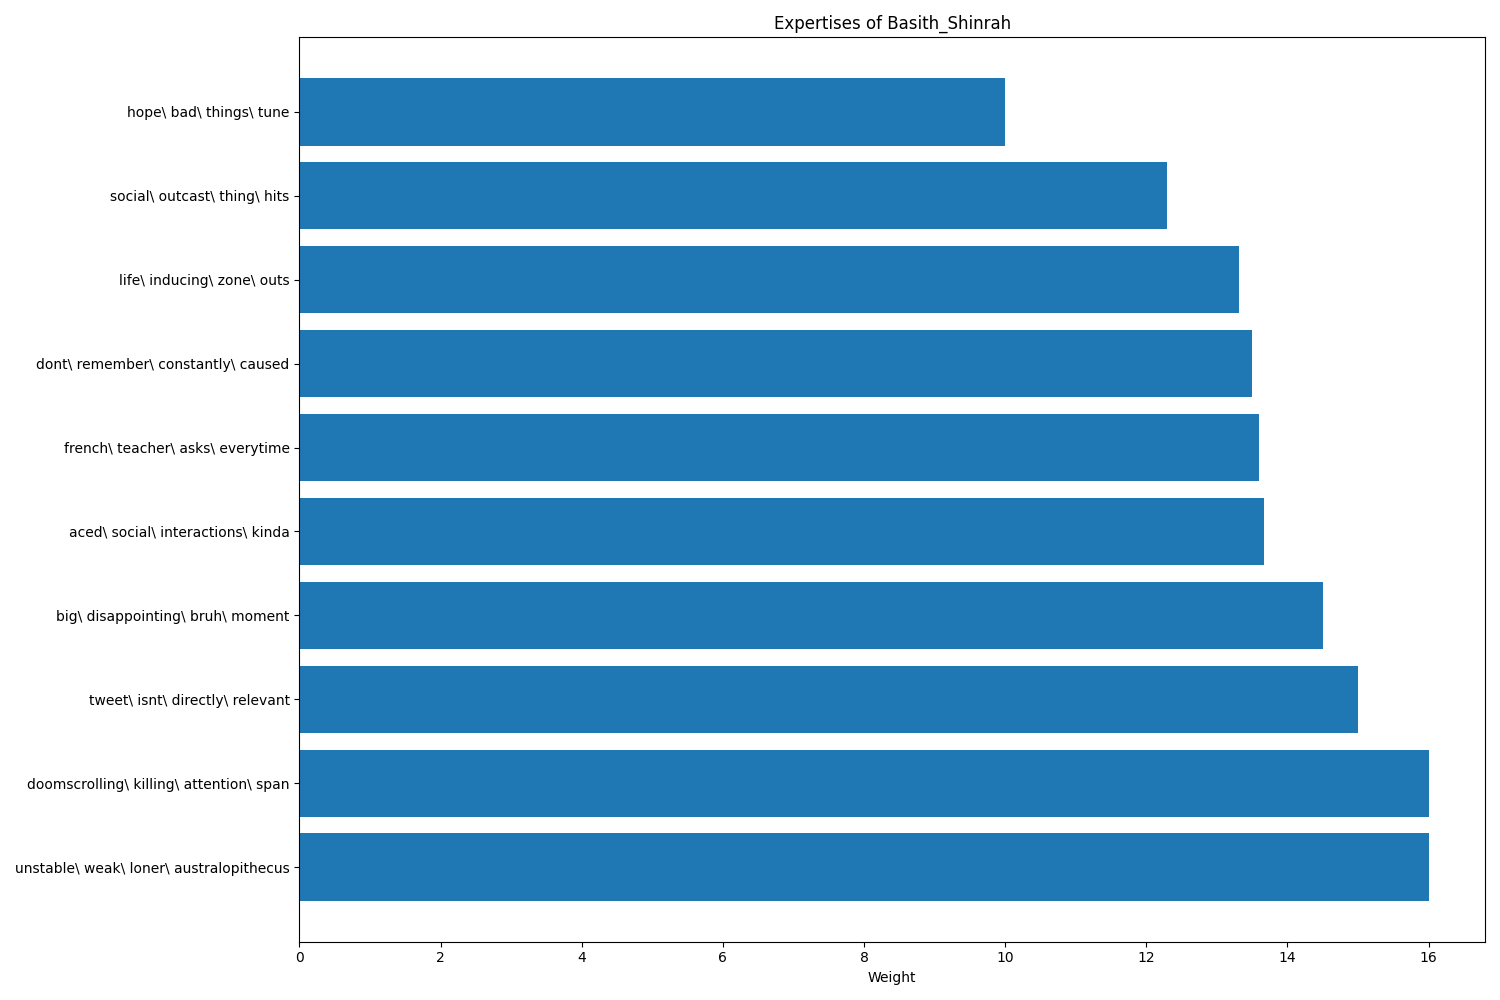 Expertises of Basith_Shinrah
hope\ bad\ things\ tune
social\ outcast\ thing\ hits
life\ inducing\ zone\ outs
dont\ remember\ constantly\ caused
french\ teacher\ asks\ everytime
aced\ social\ interactions\ kinda
big\ disappointing\ bruh\ moment
tweet\ isnt\ directly\ relevant
doomscrolling\ killing\ attention\ span
unstable\ weak\ loner\ australopithecus
0 2 4 6 8 10 12 14 16
Weight